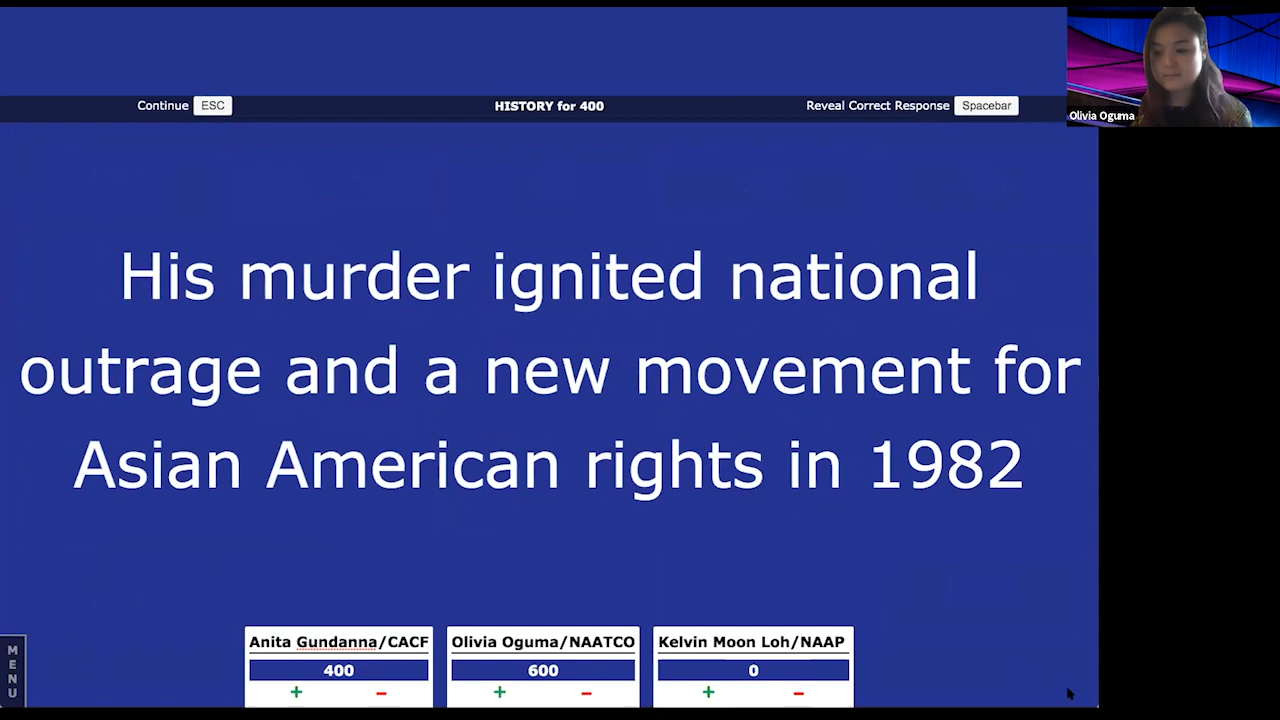 Continue ESC HISTORY for 400 Reveal Correct Response Spacebar
Olivia Oguma
His murder ignited national
outrage and a new movement for
Asian American rights in 1982
Anita Gundanna/CACF Olivia Oguma/NAATCO Kelvin Moon Loh/NAAP
400 600 0
+ − + − + −
MENU